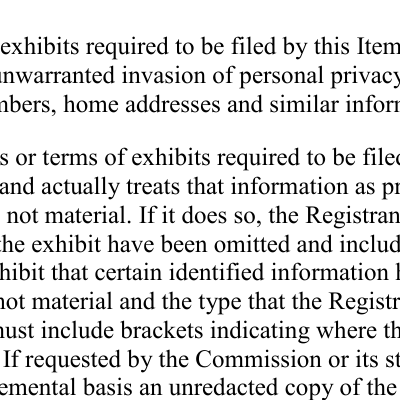 exhibits required to be filed by this Item
unwarranted invasion of personal privacy
mbers, home addresses and similar infor
s or terms of exhibits required to be file
and actually treats that information as p
not material. If it does so, the Registran
the exhibit have been omitted and includ
hibit that certain identified information
not material and the type that the Regist
must include brackets indicating where th
If requested by the Commission or its st
emental basis an unredacted copy of the